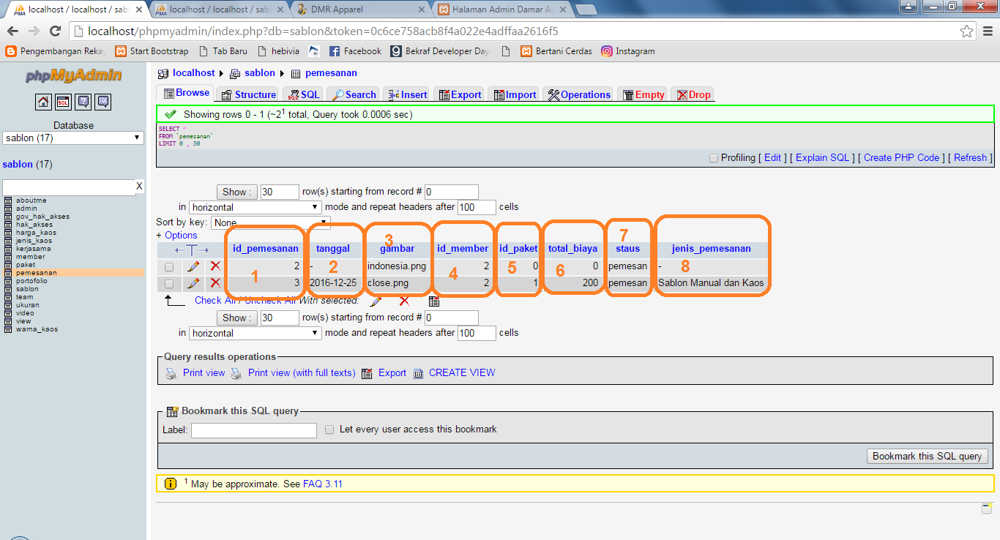 localhost / localhost / sabl
localhost / localhost / sabl
DMR Apparel
Halaman Admin Damar Ap
localhost/phpmyadmin/index.php?db=sablon&token=0c6ce758acb8f4a022e4adffaa2616f5
Pengembangan Reka
Start Bootstrap
Tab Baru
hebivia
Facebook
Bekraf Developer Day
Bertani Cerdas
Instagram
phpMyAdmin
SQL
SQL
Database
sablon (17)
sablon (17)
X
aboutme
admin
gov_hak_akses
hak_akses
harga_kaos
jenis_kaos
kerjasama
member
paket
pemesanan
portofolio
sablon
team
ukuran
video
view
warna_kaos
localhost sablon pemesanan
Browse Structure SQL Search Insert Export Import Operations Empty Drop
Showing rows 0 - 1 (~2¹ total, Query took 0.0006 sec)
SELECT *
FROM `pemesanan`
LIMIT 0 , 30
Profiling [ Edit ] [ Explain SQL ] [ Create PHP Code ] [ Refresh ]
Show : 30 row(s) starting from record # 0
in horizontal mode and repeat headers after 100 cells
Sort by key: None
+ Options
←T→ id_pemesanan tanggal gambar id_member id_paket total_biaya staus jenis_pemesanan
2 - indonesia.png 2 0 0 pemesan -
3 2016-12-25 close.png 2 1 200 pemesan Sablon Manual dan Kaos
1 2 3 4 5 6 7 8
Check All / Uncheck All With selected:
Show : 30 row(s) starting from record # 0
in horizontal mode and repeat headers after 100 cells
Query results operations
Print view Print view (with full texts) Export CREATE VIEW
Bookmark this SQL query
Label: Let every user access this bookmark
Bookmark this SQL query
¹ May be approximate. See FAQ 3.11